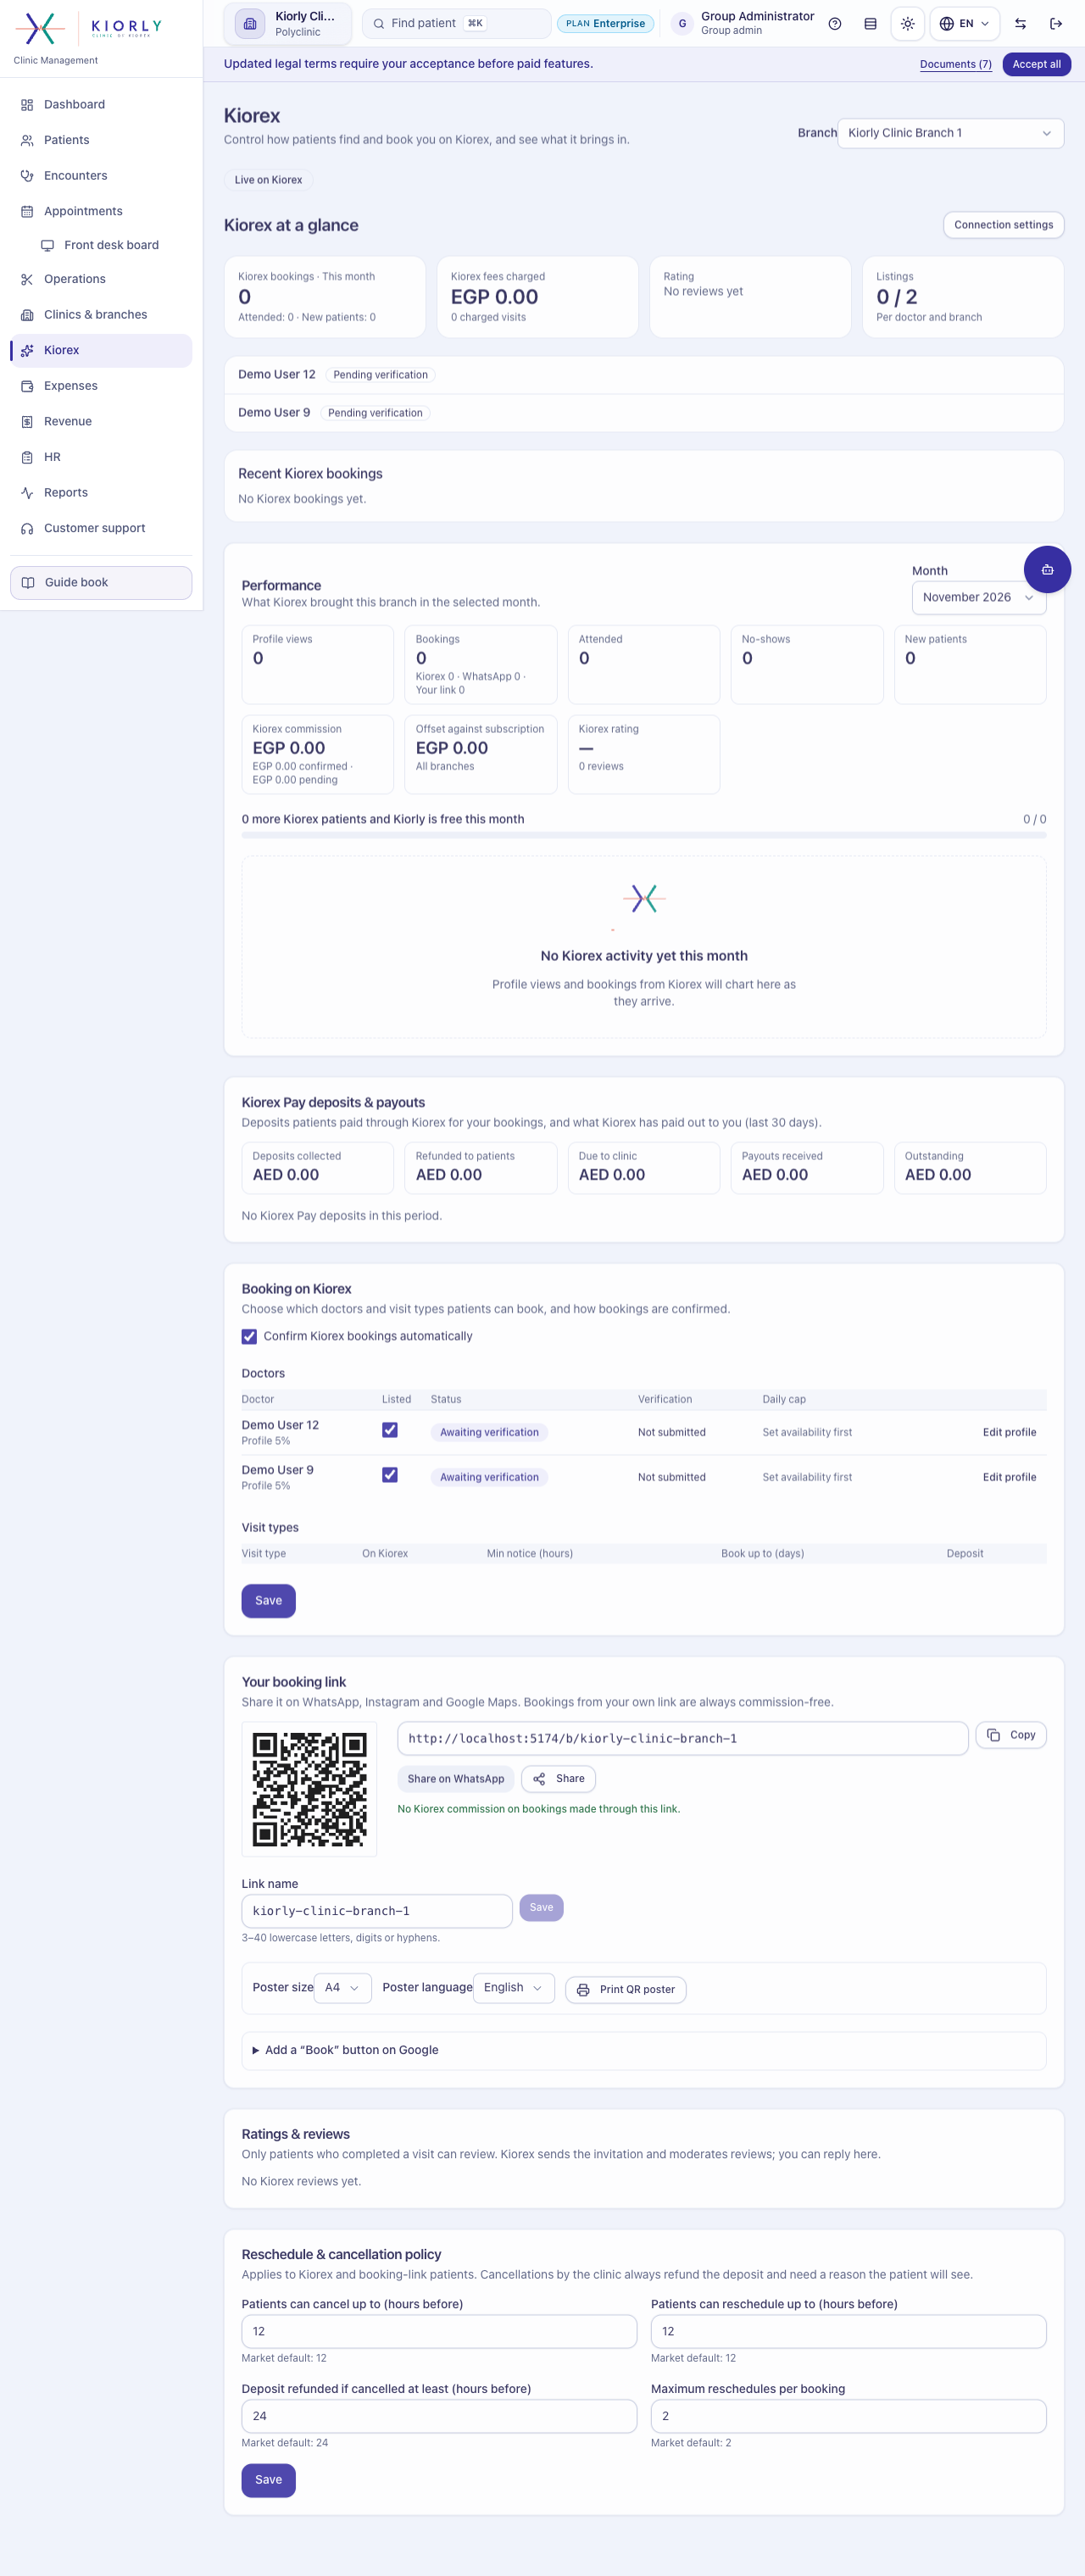 KIORLY
CLINIC OS BY KIOREX
Clinic Management
Dashboard
Patients
Encounters
Appointments
Front desk board
Operations
Clinics & branches
Kiorex
Expenses
Revenue
HR
Reports
Customer support
Guide book
Kiorly Cli...
Polyclinic
Find patient ⌘K
PLAN Enterprise
G
Group Administrator
Group admin
EN
Updated legal terms require your acceptance before paid features.
Documents (7)
Accept all
Kiorex
Control how patients find and book you on Kiorex, and see what it brings in.
Branch Kiorly Clinic Branch 1
Live on Kiorex
Kiorex at a glance
Connection settings
Kiorex bookings · This month
0
Attended: 0 · New patients: 0
Kiorex fees charged
EGP 0.00
0 charged visits
Rating
No reviews yet
Listings
0 / 2
Per doctor and branch
Demo User 12 Pending verification
Demo User 9 Pending verification
Recent Kiorex bookings
No Kiorex bookings yet.
Performance
What Kiorex brought this branch in the selected month.
Month
November 2026
Profile views
0
Bookings
0
Kiorex 0 · WhatsApp 0 ·
Your link 0
Attended
0
No-shows
0
New patients
0
Kiorex commission
EGP 0.00
EGP 0.00 confirmed ·
EGP 0.00 pending
Offset against subscription
EGP 0.00
All branches
Kiorex rating
—
0 reviews
0 more Kiorex patients and Kiorly is free this month
0 / 0
No Kiorex activity yet this month
Profile views and bookings from Kiorex will chart here as
they arrive.
Kiorex Pay deposits & payouts
Deposits patients paid through Kiorex for your bookings, and what Kiorex has paid out to you (last 30 days).
Deposits collected
AED 0.00
Refunded to patients
AED 0.00
Due to clinic
AED 0.00
Payouts received
AED 0.00
Outstanding
AED 0.00
No Kiorex Pay deposits in this period.
Booking on Kiorex
Choose which doctors and visit types patients can book, and how bookings are confirmed.
Confirm Kiorex bookings automatically
Doctors
Doctor Listed Status Verification Daily cap
Demo User 12
Profile 5%
Awaiting verification Not submitted Set availability first Edit profile
Demo User 9
Profile 5%
Awaiting verification Not submitted Set availability first Edit profile
Visit types
Visit type On Kiorex Min notice (hours) Book up to (days) Deposit
Save
Your booking link
Share it on WhatsApp, Instagram and Google Maps. Bookings from your own link are always commission-free.
http://localhost:5174/b/kiorly-clinic-branch-1
Copy
Share on WhatsApp
Share
No Kiorex commission on bookings made through this link.
Link name
kiorly-clinic-branch-1
Save
3–40 lowercase letters, digits or hyphens.
Poster size A4 Poster language English Print QR poster
Add a “Book” button on Google
Ratings & reviews
Only patients who completed a visit can review. Kiorex sends the invitation and moderates reviews; you can reply here.
No Kiorex reviews yet.
Reschedule & cancellation policy
Applies to Kiorex and booking-link patients. Cancellations by the clinic always refund the deposit and need a reason the patient will see.
Patients can cancel up to (hours before)
12
Market default: 12
Patients can reschedule up to (hours before)
12
Market default: 12
Deposit refunded if cancelled at least (hours before)
24
Market default: 24
Maximum reschedules per booking
2
Market default: 2
Save